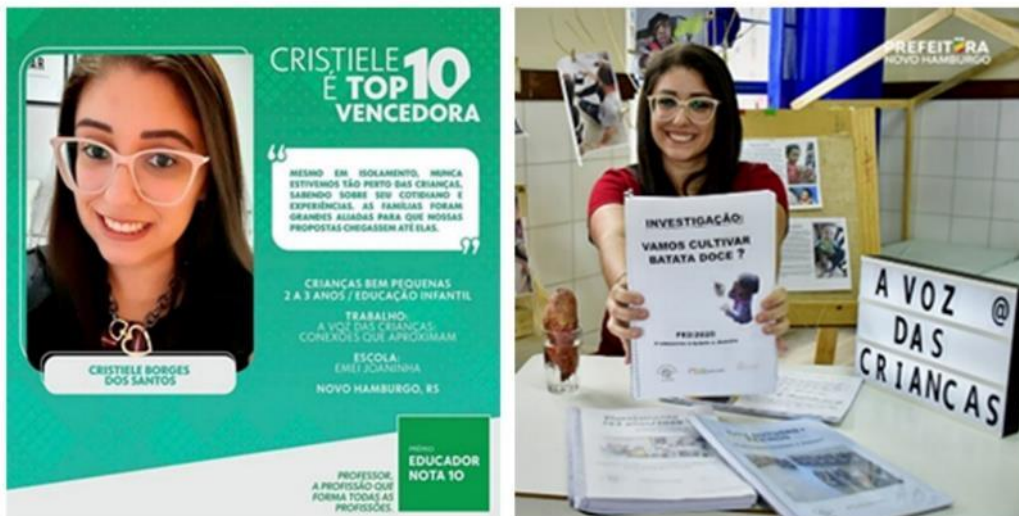 CRISTIELE
É TOP 10
VENCEDORA
“
MESMO EM ISOLAMENTO, NUNCA
ESTIVEMOS TÃO PERTO DAS CRIANÇAS,
SABENDO SOBRE SEU COTIDIANO E
EXPERIÊNCIAS. AS FAMÍLIAS FORAM
GRANDES ALIADAS PARA QUE NOSSAS
PROPOSTAS CHEGASSEM ATÉ ELAS.
”
CRIANÇAS BEM PEQUENAS
2 A 3 ANOS / EDUCAÇÃO INFANTIL
TRABALHO:
A VOZ DAS CRIANÇAS:
CONEXÕES QUE APROXIMAM
ESCOLA:
EMEI JOANINHA
NOVO HAMBURGO, RS
CRISTIELE BORGES
DOS SANTOS
PROFESSOR,
A PROFISSÃO QUE
FORMA TODAS AS
PROFISSÕES.
PRÊMIO
EDUCADOR
NOTA 10
PREFEITURA
NOVO HAMBURGO
INVESTIGAÇÃO:
VAMOS CULTIVAR
BATATA DOCE ?
A VOZ @
DAS
CRIANCAS